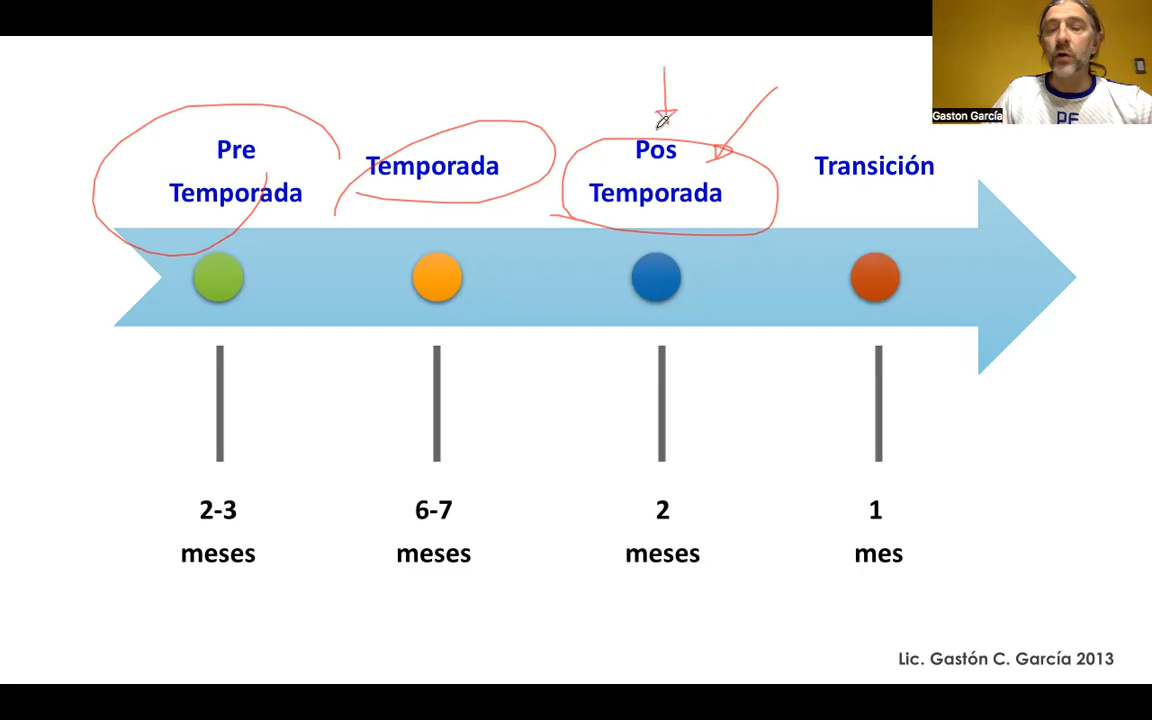 Gaston García
PF
Pre
Temporada
Temporada
Pos
Temporada
Transición
2-3
meses
6-7
meses
2
meses
1
mes
Lic. Gastón C. García 2013